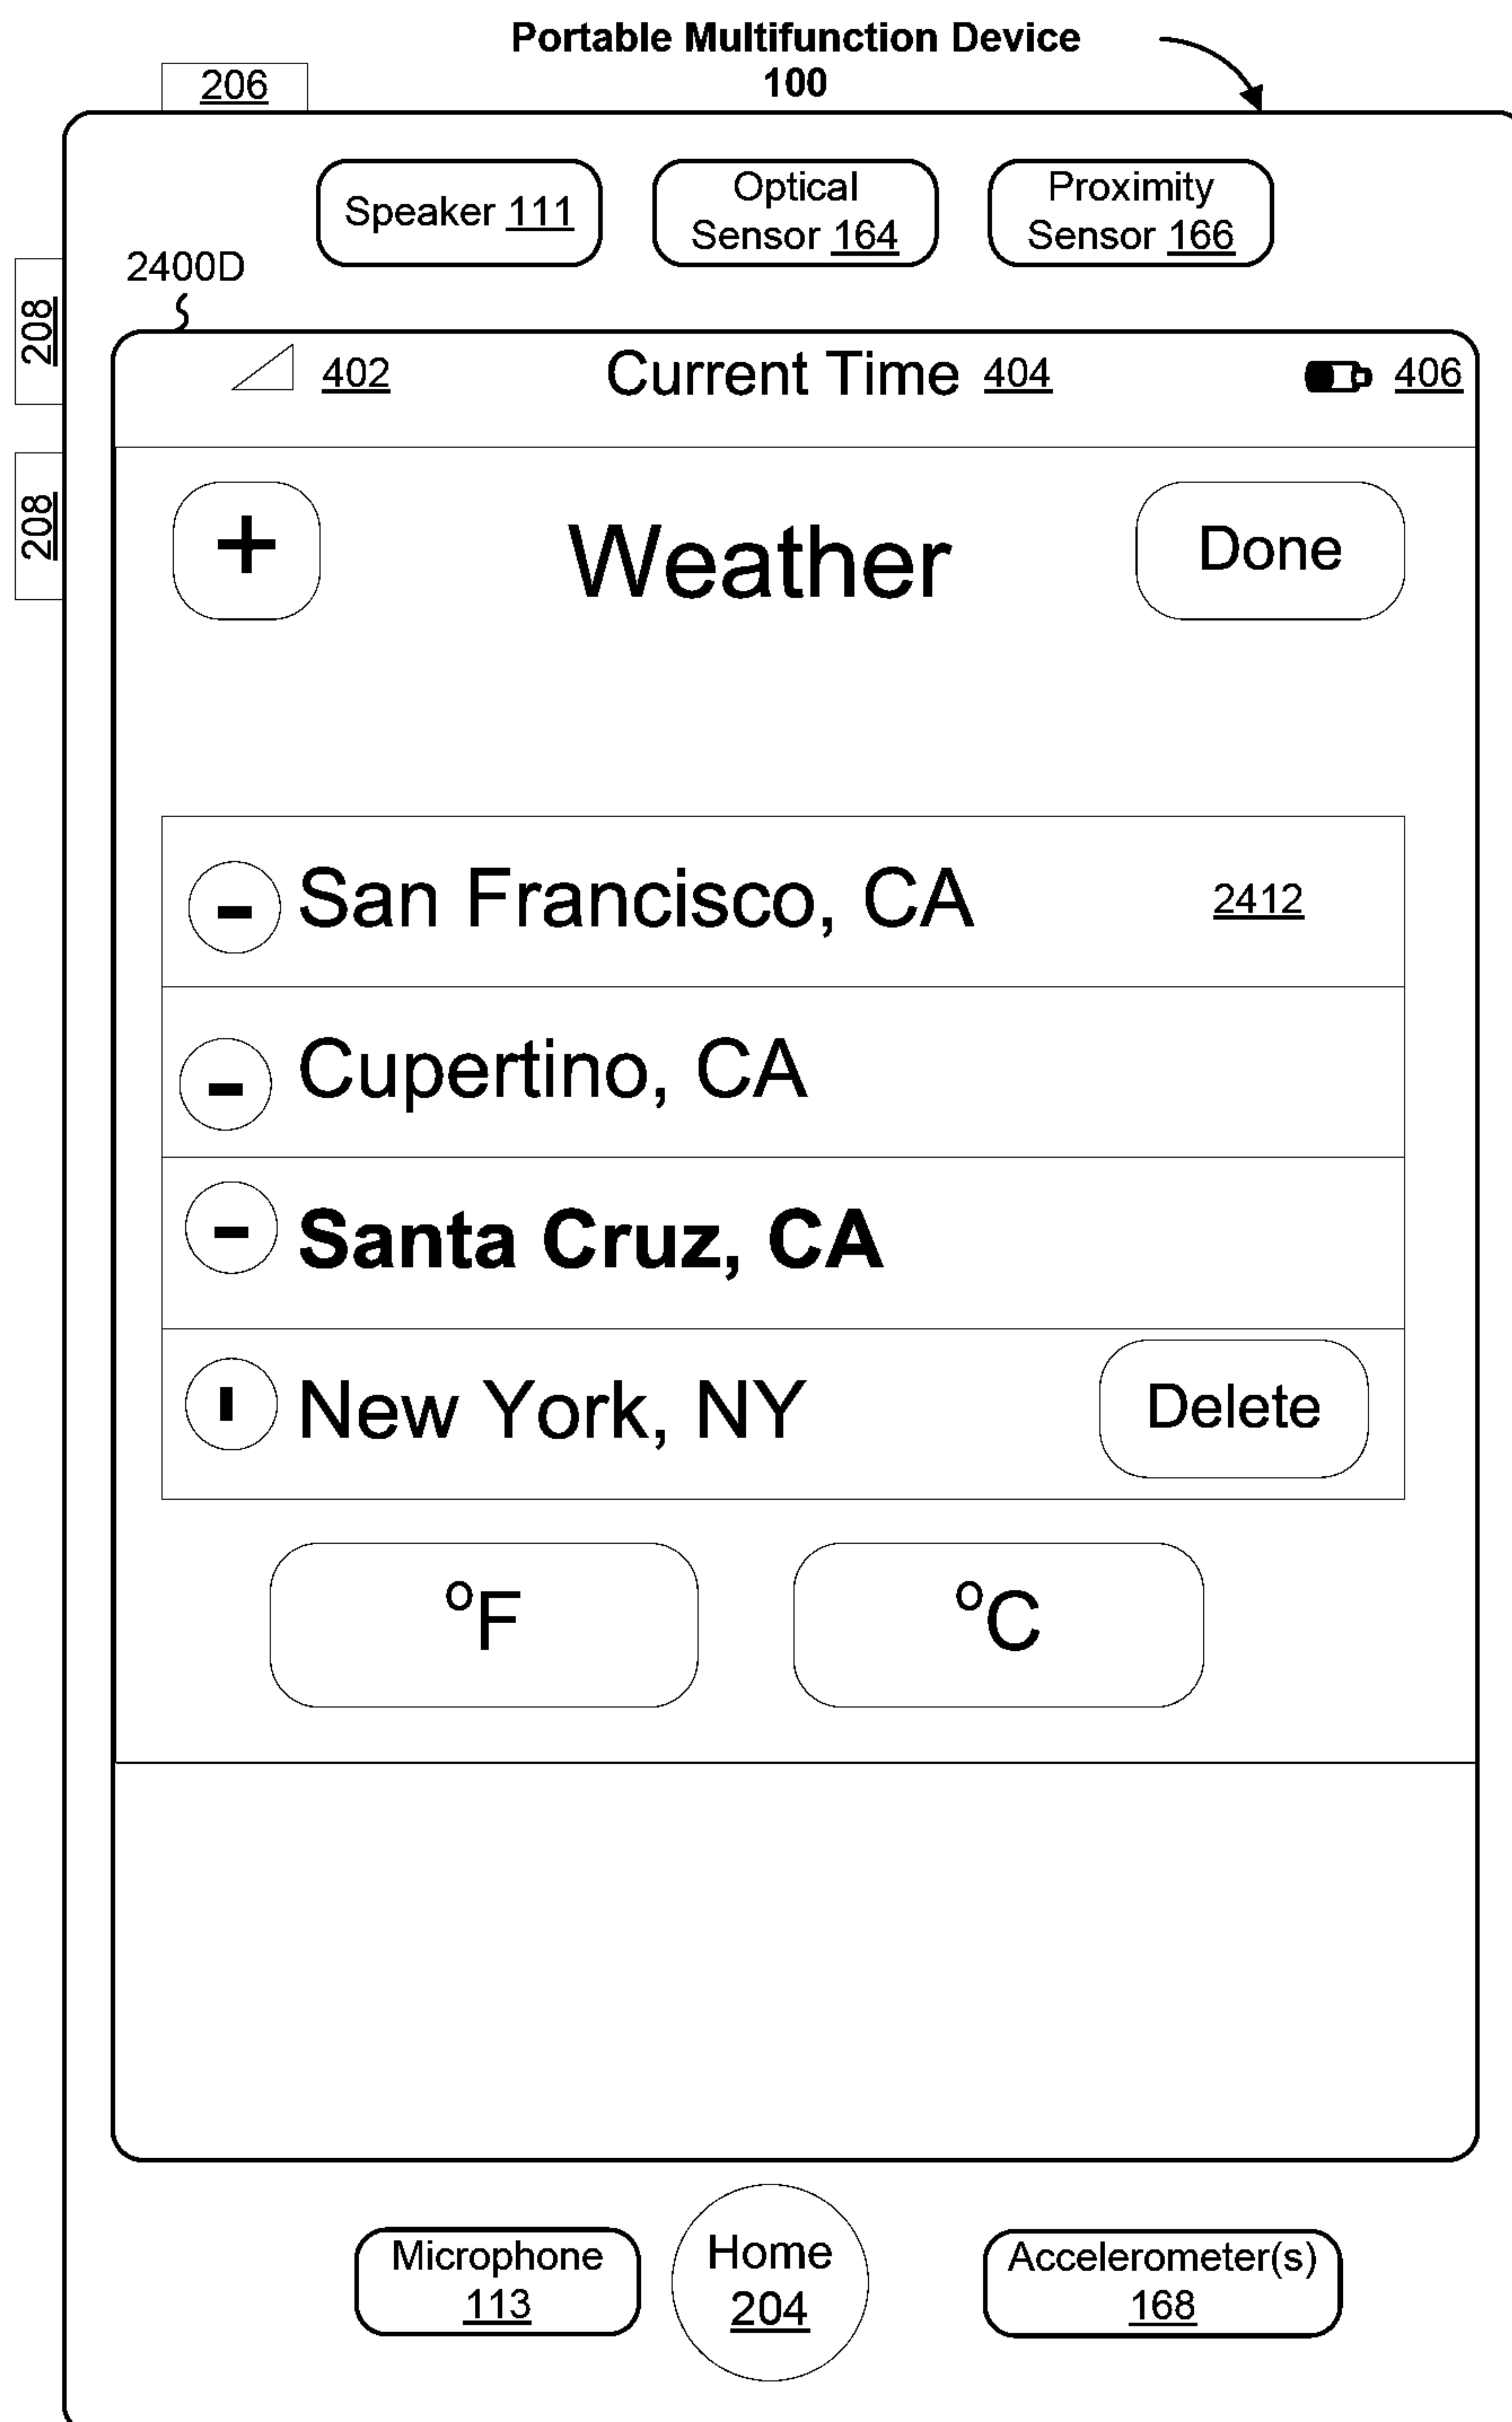 Portable Multifunction Device
100
206
Speaker 111
Optical
Sensor 164
Proximity
Sensor 166
2400D
208
402
Current Time 404
406
208
+
Weather
Done
- San Francisco, CA
2412
- Cupertino, CA
- Santa Cruz, CA
New York, NY
Delete
°F
°C
Microphone
113
Home
204
Accelerometer(s)
168